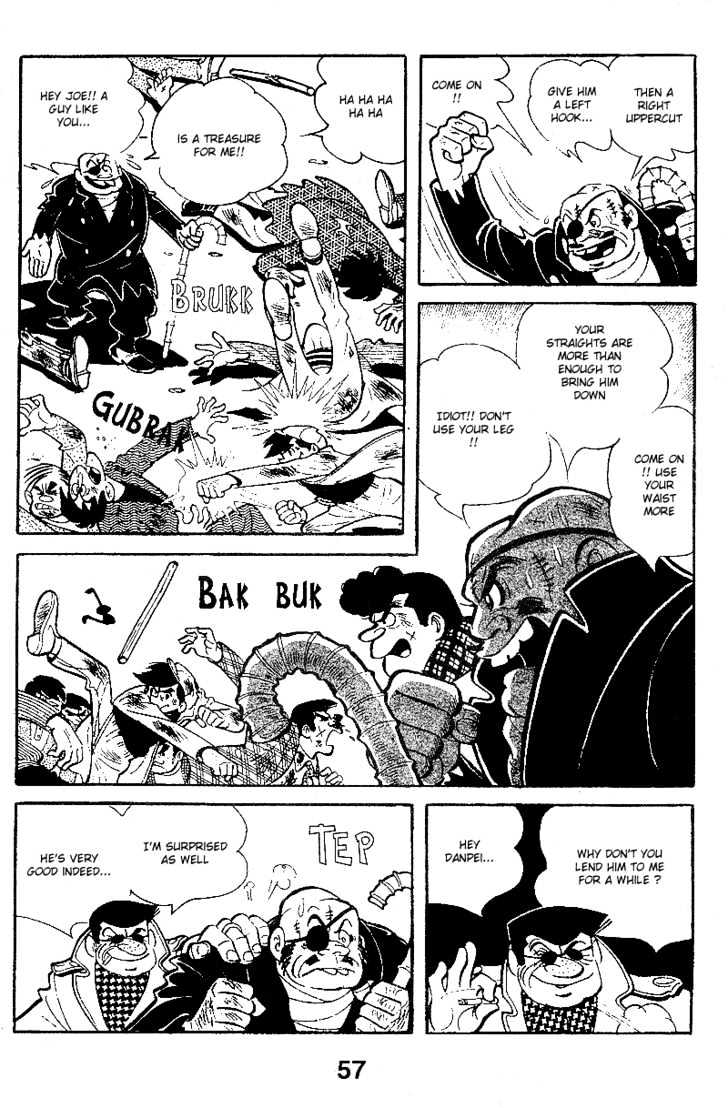 HEY JOE!! A
GUY LIKE
YOU...
IS A TREASURE
FOR ME!!
HA HA HA
HA HA
BRUKK
GUBRAK
COME ON
!!
GIVE HIM
A LEFT
HOOK...
THEN A
RIGHT
UPPERCUT
YOUR
STRAIGHTS ARE
MORE THAN
ENOUGH TO
BRING HIM
DOWN
IDIOT!! DON'T
USE YOUR LEG
!!
COME ON
!! USE
YOUR
WAIST
MORE
BAK BUK
HE'S VERY
GOOD INDEED...
I'M SURPRISED
AS WELL
TEP
HEY
DANPEI...
WHY DON'T YOU
LEND HIM TO ME
FOR A WHILE ?
57